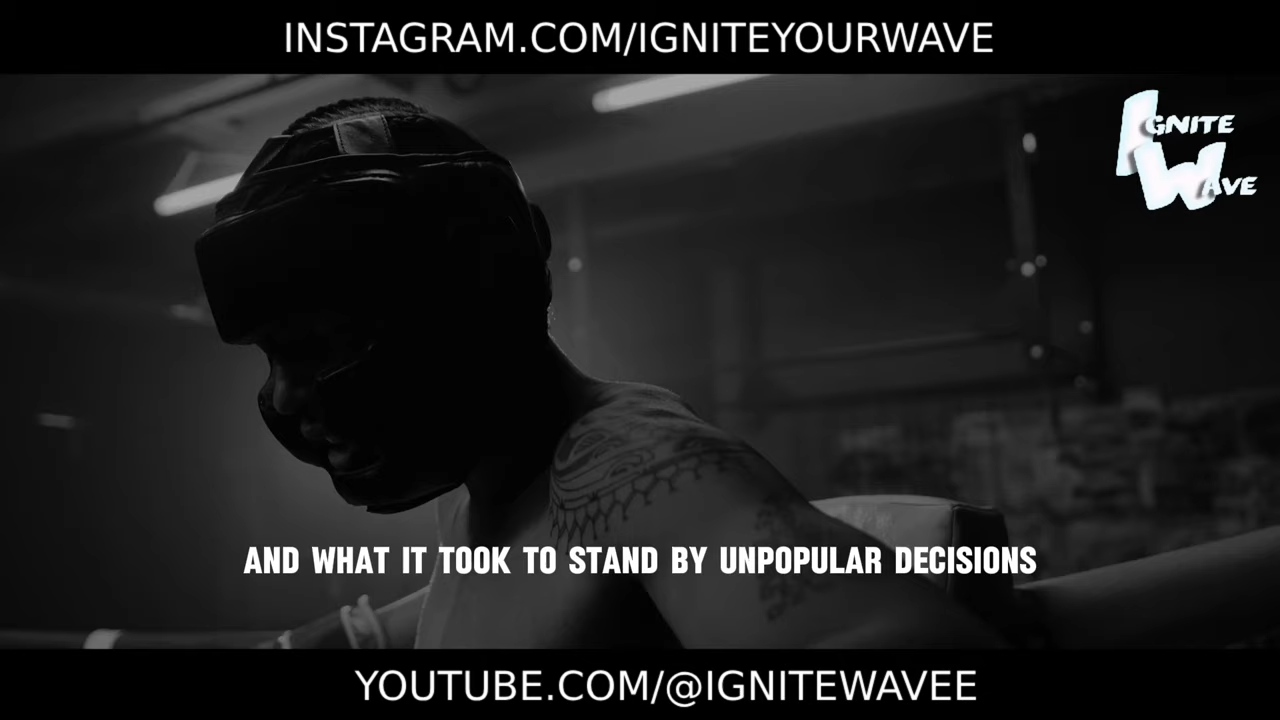 INSTAGRAM.COM/IGNITEYOURWAVE
IGNITE
WAVE
AND WHAT IT TOOK TO STAND BY UNPOPULAR DECISIONS
YOUTUBE.COM/@IGNITEWAVEE